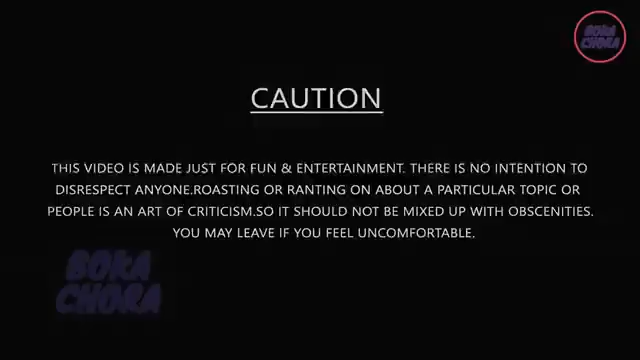 BOKA
CHORA
CAUTION
THIS VIDEO IS MADE JUST FOR FUN & ENTERTAINMENT. THERE IS NO INTENTION TO
DISRESPECT ANYONE.ROASTING OR RANTING ON ABOUT A PARTICULAR TOPIC OR
PEOPLE IS AN ART OF CRITICISM.SO IT SHOULD NOT BE MIXED UP WITH OBSCENITIES.
YOU MAY LEAVE IF YOU FEEL UNCOMFORTABLE.
BOKA
CHORA